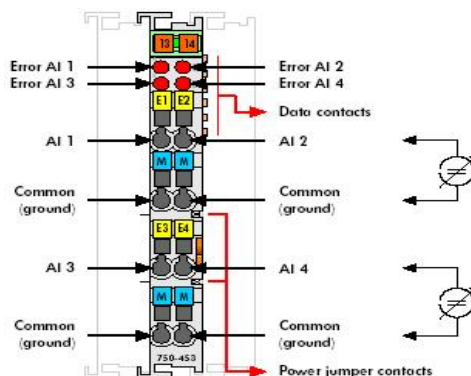 13 14
Error AI 1
Error AI 2
Error AI 3
Error AI 4
E1 E2
Data contacts
AI 1
AI 2
M M
Common
(ground)
Common
(ground)
E3 E4
AI 3
AI 4
M M
Common
(ground)
Common
(ground)
750-453
Power jumper contacts